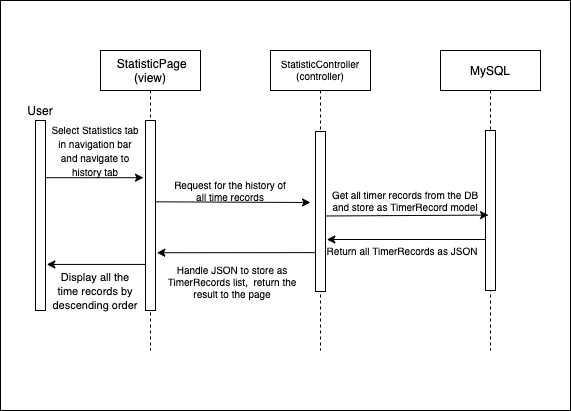 StatisticPage
(view)
StatisticController
(controller)
MySQL
User
Select Statistics tab
in navigation bar
and navigate to
history tab
Request for the history of
all time records
Get all timer records from the DB
and store as TimerRecord model
Return all TimerRecords as JSON
Handle JSON to store as
TimerRecords list, return the
result to the page
Display all the
time records by
descending order